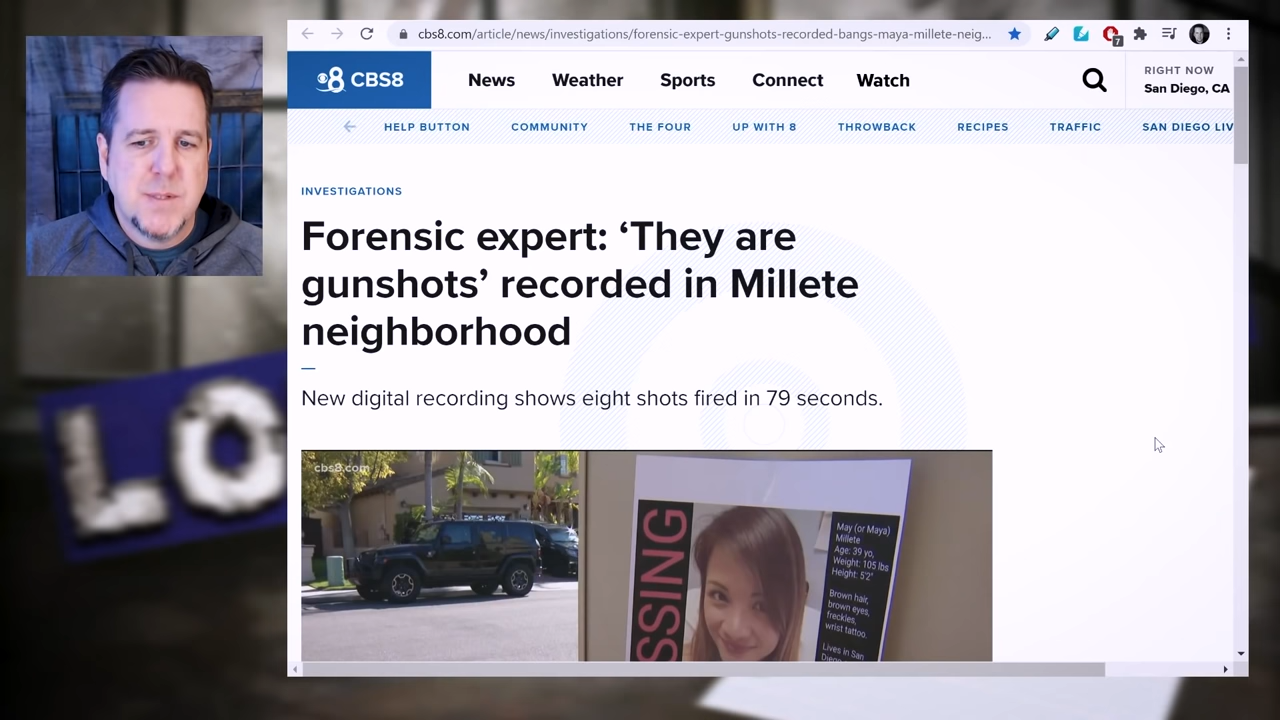 cbs8.com/article/news/investigations/forensic-expert-gunshots-recorded-bangs-maya-millete-neig...
7
8 CBS8
News Weather Sports Connect Watch
RIGHT NOW
San Diego, CA
HELP BUTTON COMMUNITY THE FOUR UP WITH 8 THROWBACK RECIPES TRAFFIC SAN DIEGO LIV
INVESTIGATIONS
Forensic expert: ‘They are
gunshots’ recorded in Millete
neighborhood
New digital recording shows eight shots fired in 79 seconds.
cbs8.com
SSING
May (or Maya)
Millete
Age: 39 yo,
Weight: 105 lbs
Height: 5'2"
Brown hair,
brown eyes,
freckles,
wrist tattoo.
Lives in San
LO